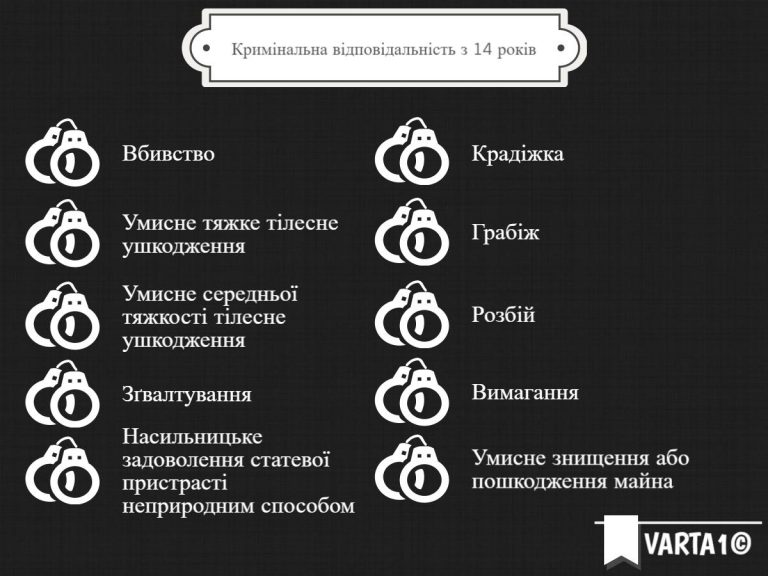 Кримінальна відповідальність з 14 років
Вбивство
Умисне тяжке тілесне
ушкодження
Умисне середньої
тяжкості тілесне
ушкодження
Зґвалтування
Насильницьке
задоволення статевої
пристрасті
неприродним способом
Крадіжка
Грабіж
Розбій
Вимагання
Умисне знищення або
пошкодження майна
VARTA1©